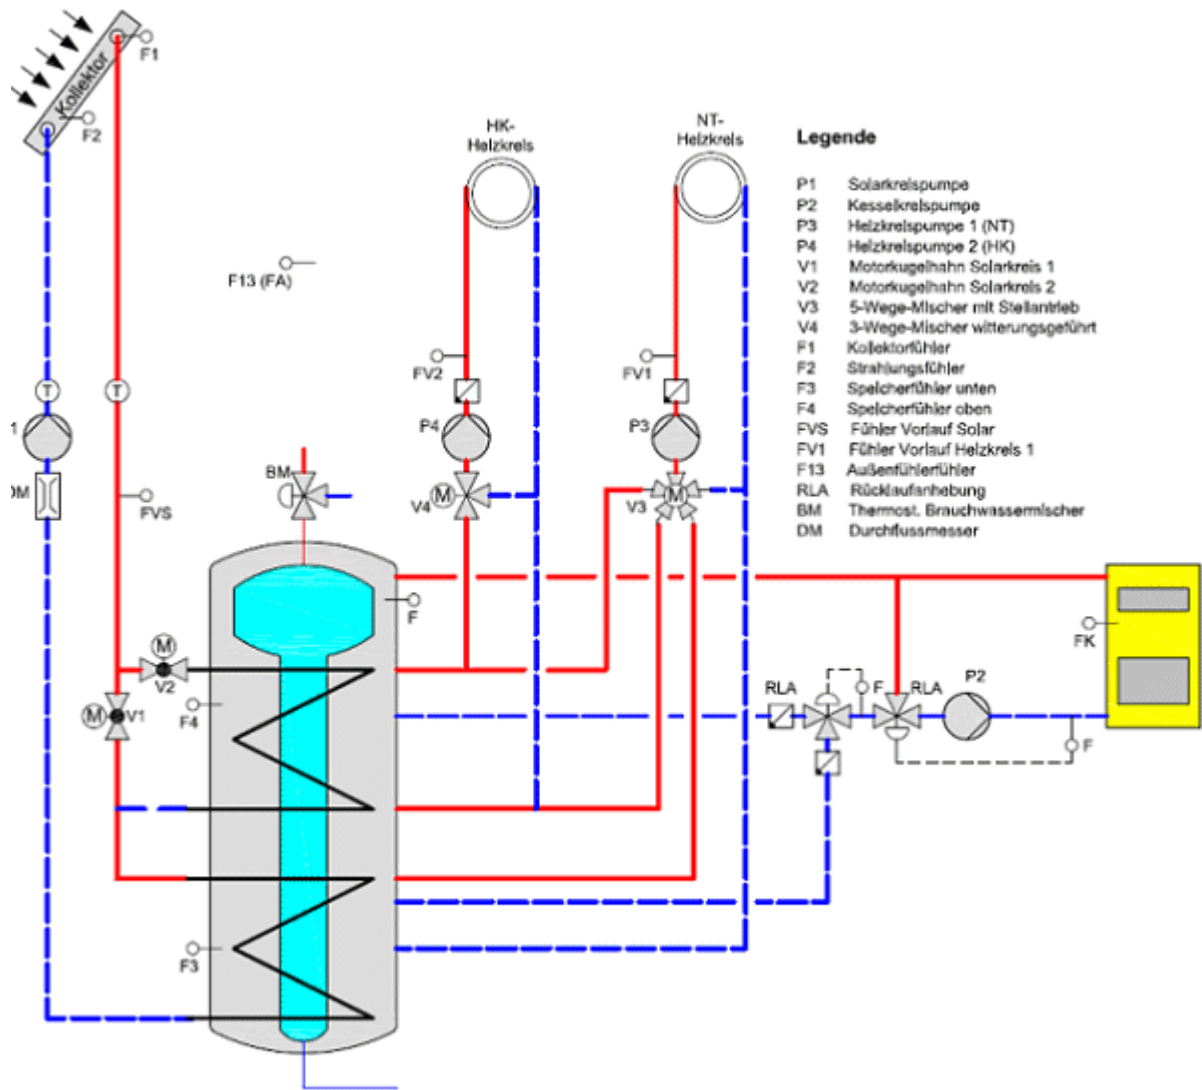 F1
Kollektor
F2
HK-
Heizkreis
NT-
Heizkreis
Legende
P1 Solarkreispumpe
P2 Kesselkreispumpe
P3 Heizkreispumpe 1 (NT)
P4 Heizkreispumpe 2 (HK)
V1 Motorkugelhahn Solarkreis 1
V2 Motorkugelhahn Solarkreis 2
V3 5-Wege-Mischer mit Stellantrieb
V4 3-Wege-Mischer witterungsgeführt
F1 Kollektorfühler
F2 Strahlungsfühler
F3 Speicherfühler unten
F4 Speicherfühler oben
FVS Fühler Vorlauf Solar
FV1 Fühler Vorlauf Heizkreis 1
F13 Außenfühlerfühler
RLA Rücklaufanhebung
BM Thermost. Brauchwassermischer
DM Durchflussmesser
F13 (FA)
FV2
FV1
T
T
1
P4
P3
BM
M
V4
M
V3
DM
FVS
F
FK
M
V2
RLA
F
RLA
P2
M
V1
F4
F
F3